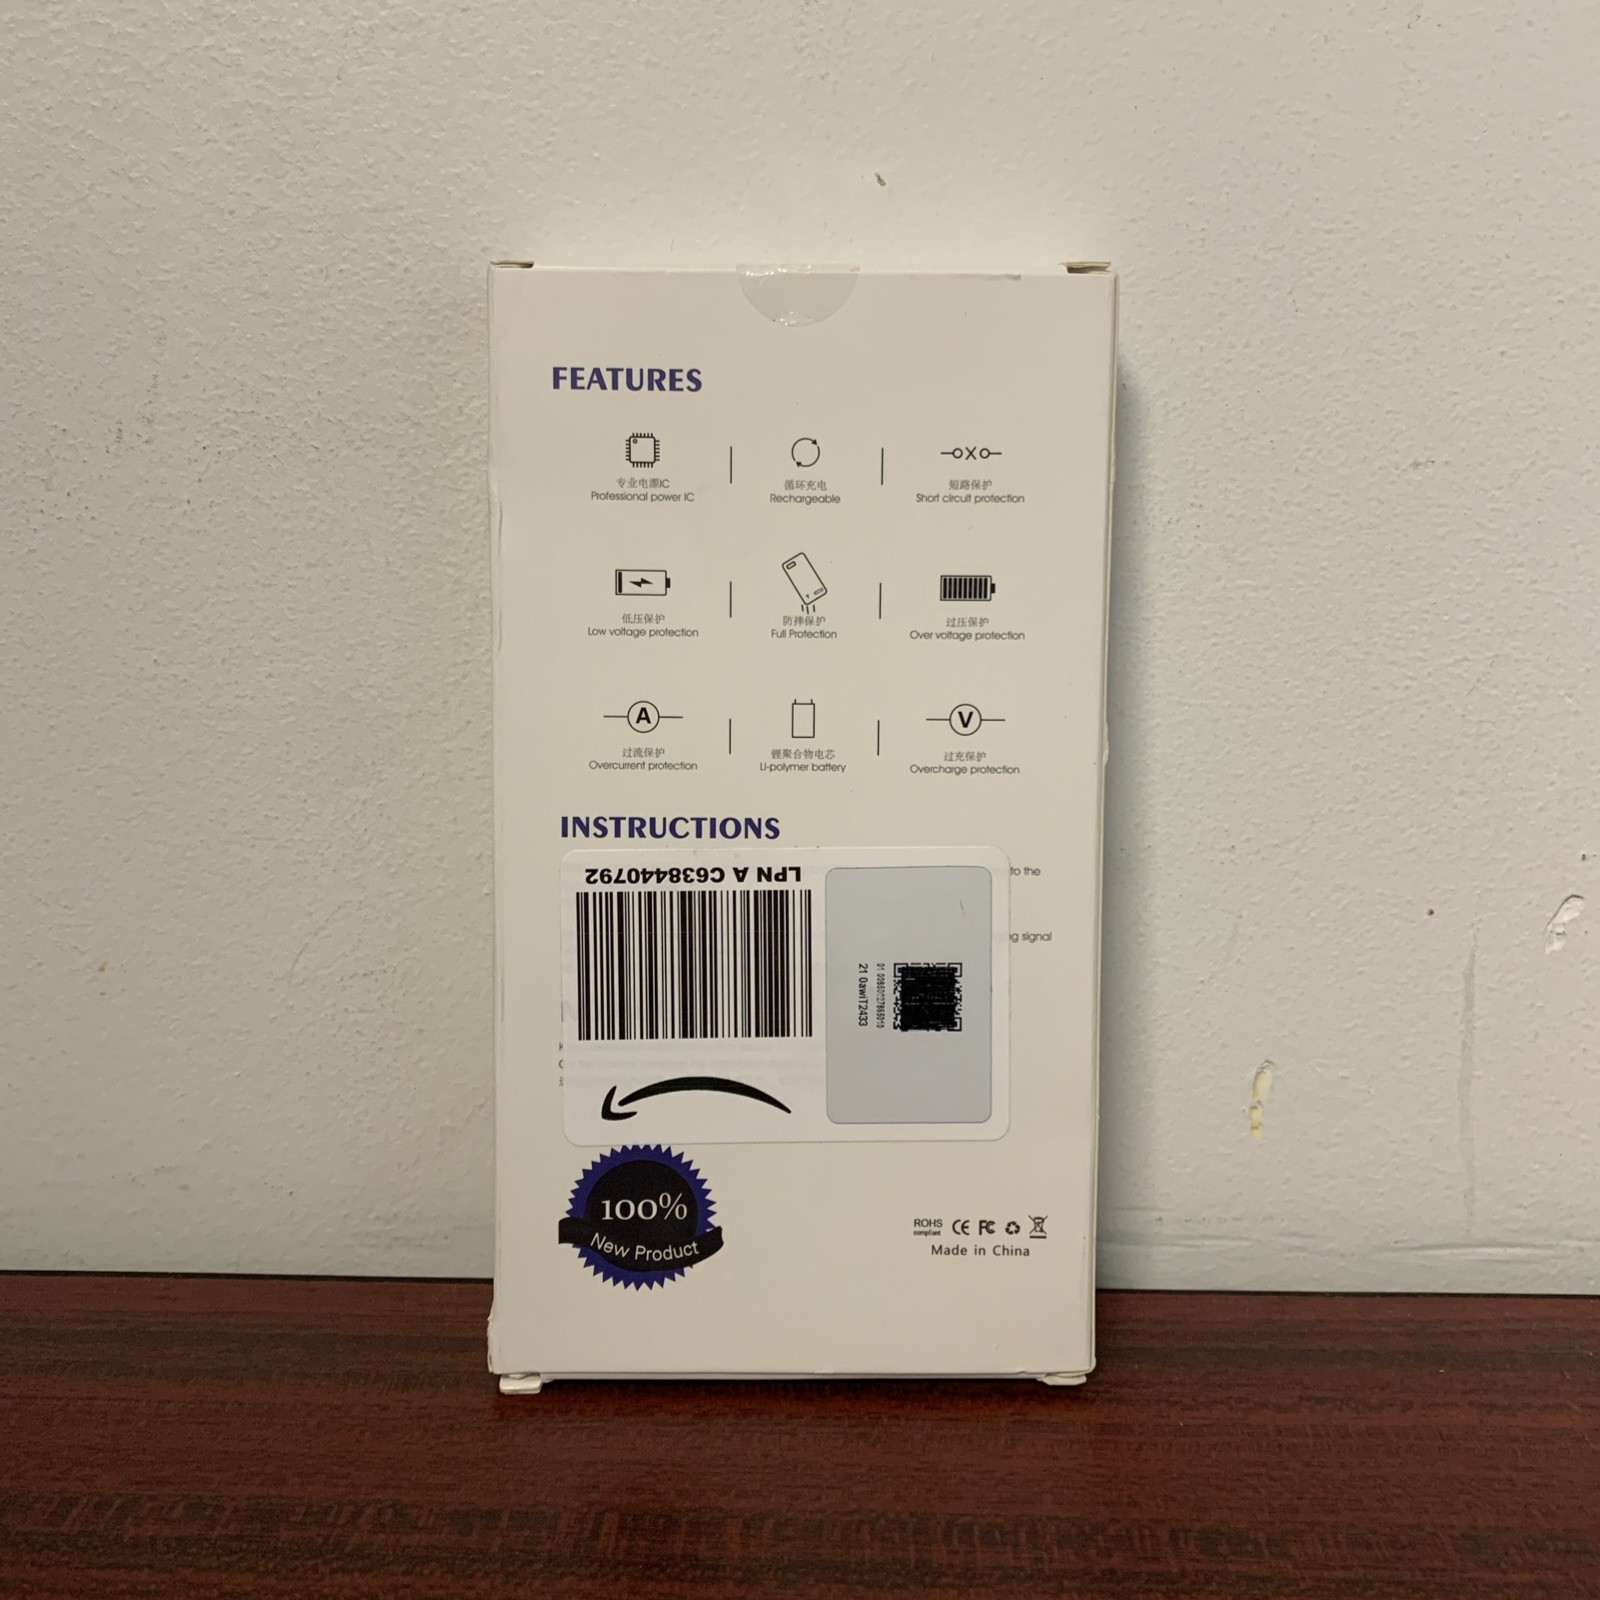 FEATURES
专业电源IC
Professional power IC
循环充电
Rechargeable
短路保护
Short circuit protection
低压保护
Low voltage protection
防摔保护
Full Protection
过压保护
Over voltage protection
A
过流保护
Overcurrent protection
锂聚合物电芯
Li-polymer battery
V
过充保护
Overcharge protection
INSTRUCTIONS
to the
signal
LPN A C638440792
21 0awiT2433
100%
New Product
ROHS
compliant
CE FC
Made in China